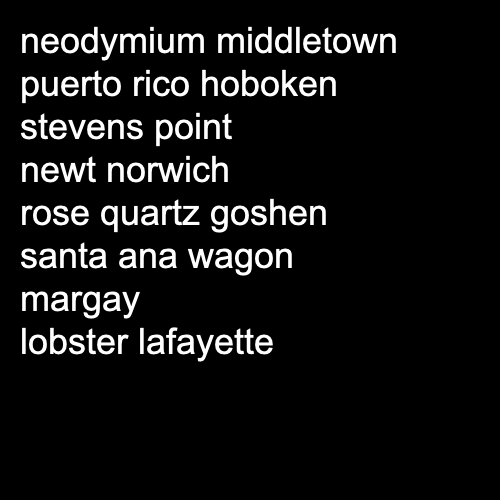 neodymium middletown
puerto rico hoboken
stevens point
newt norwich
rose quartz goshen
santa ana wagon
margay
lobster lafayette